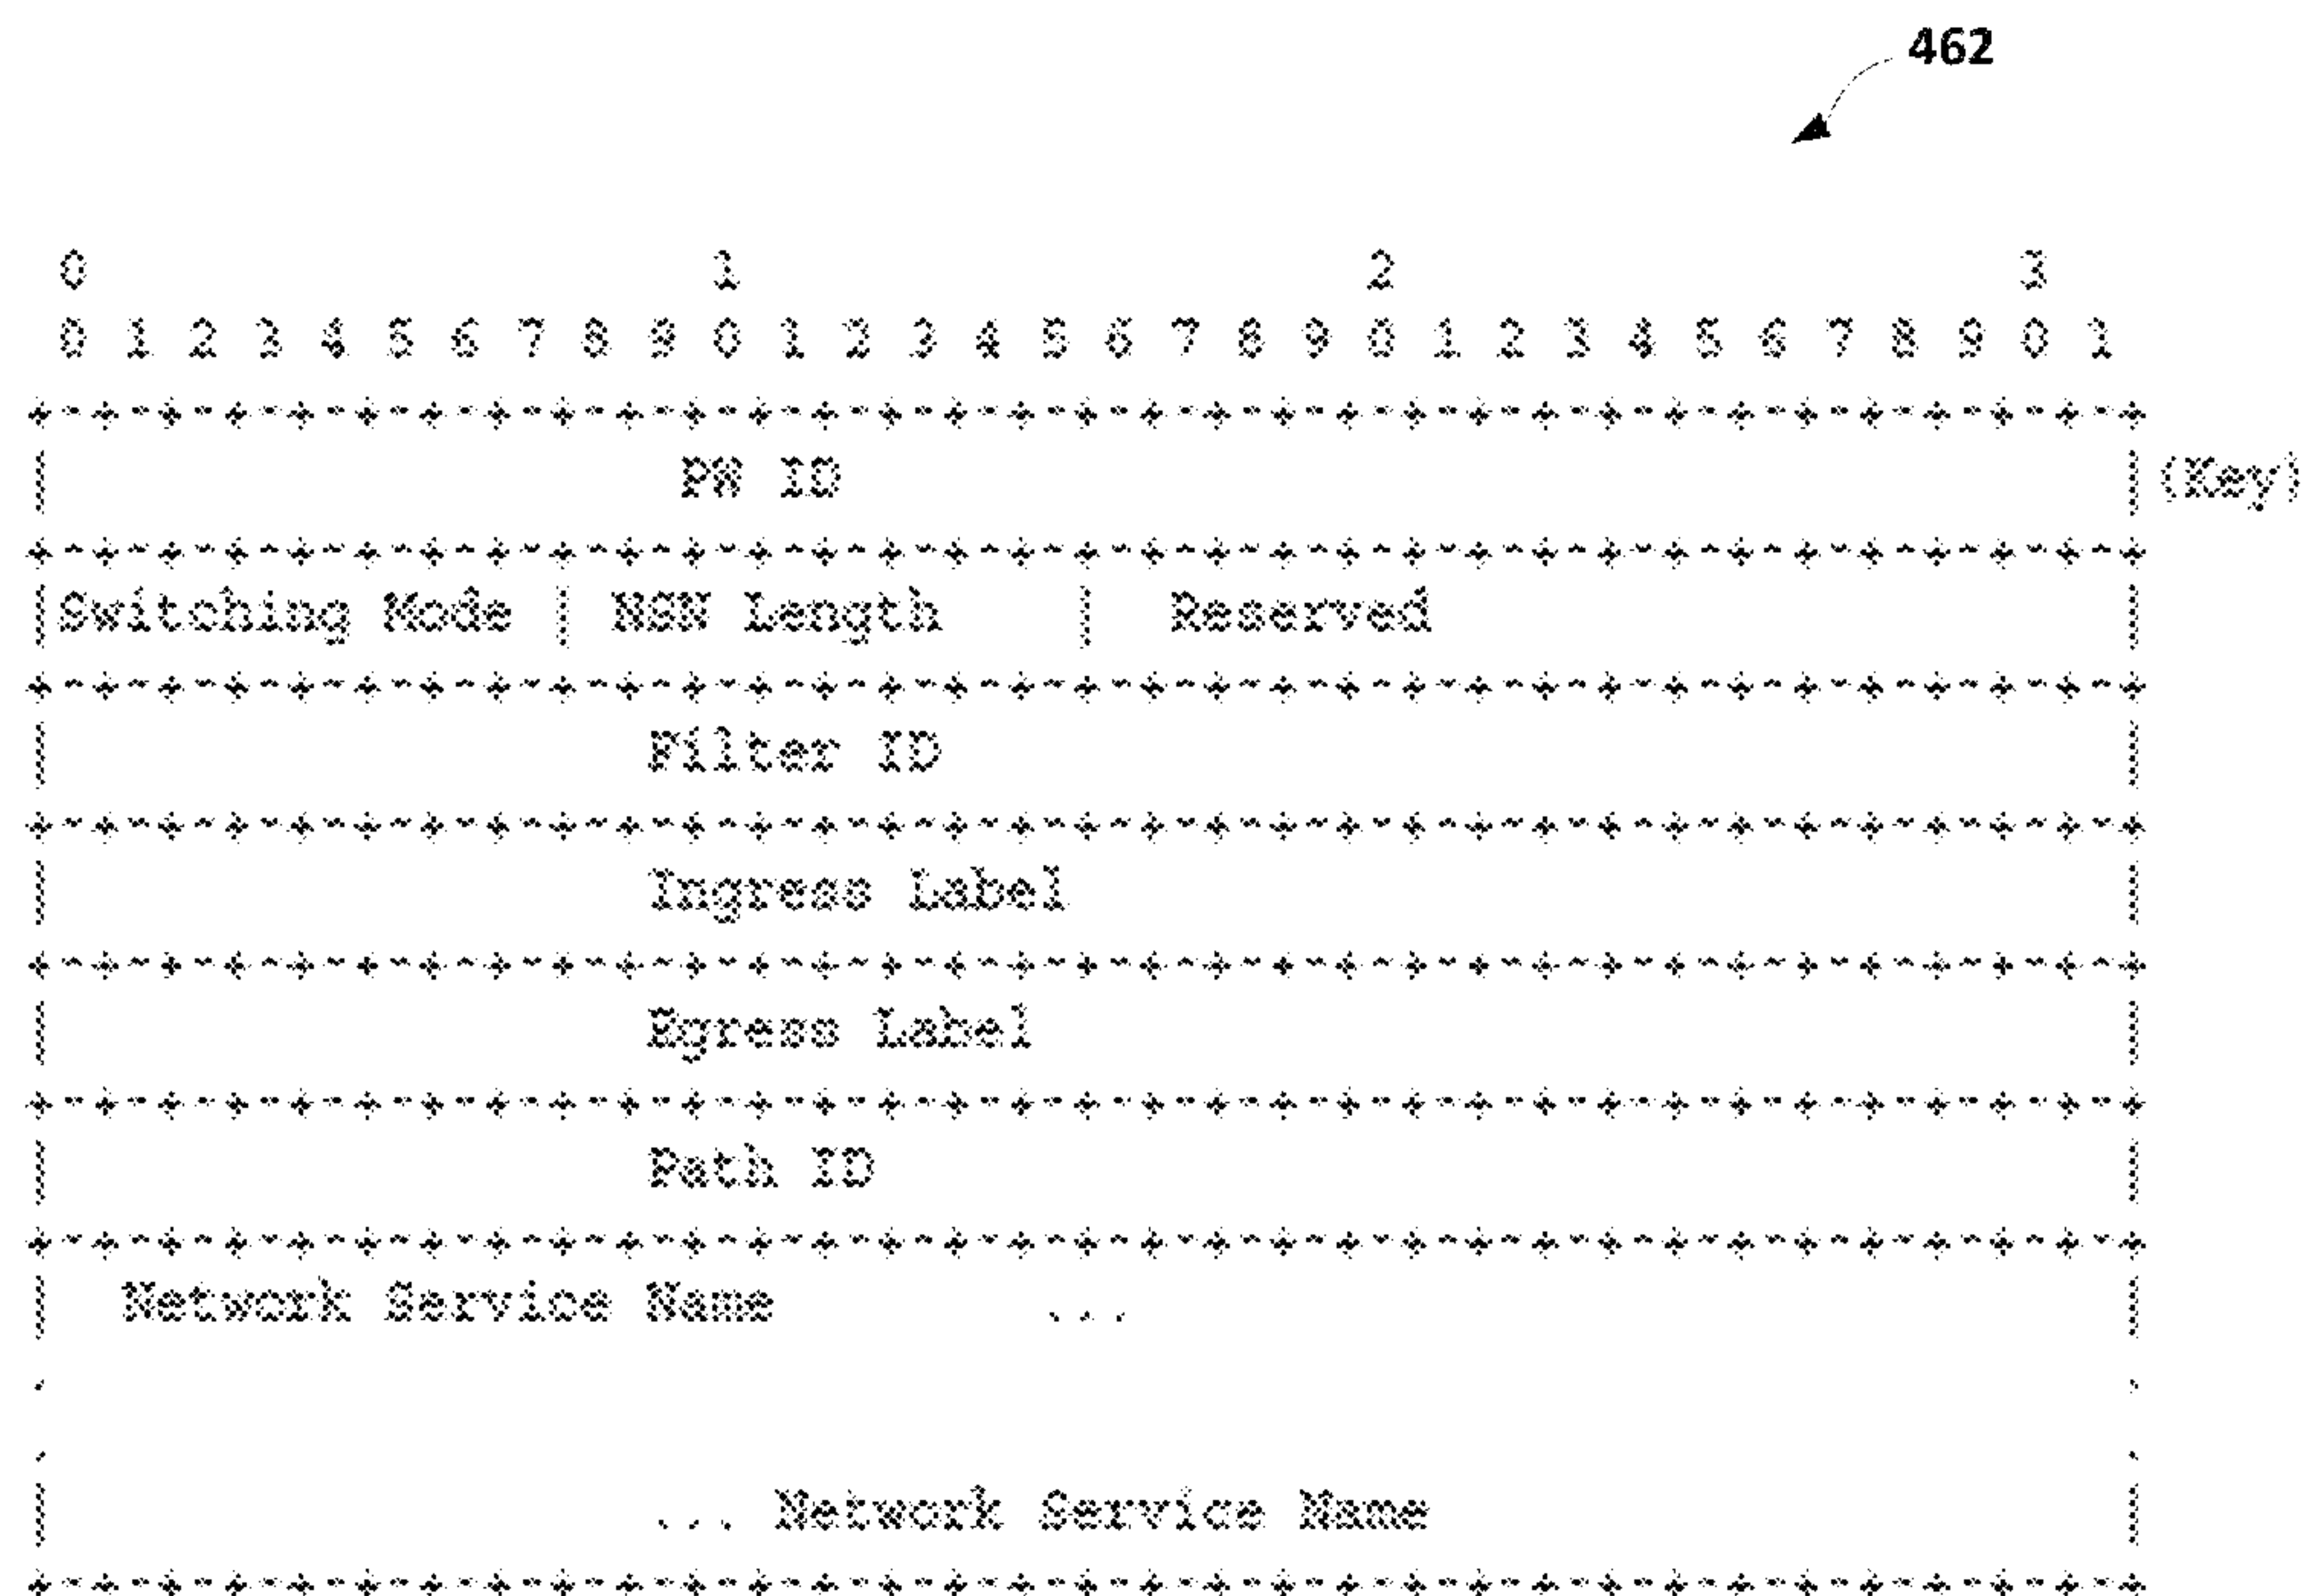 462
0 1 2 3
0 1 2 3 4 5 6 7 8 9 0 1 2 3 4 5 6 7 8 9 0 1 2 3 4 5 6 7 8 9 0 1
+-+-+-+-+-+-+-+-+-+-+-+-+-+-+-+-+-+-+-+-+-+-+-+-+-+-+-+-+-+-+-+-+
| PW ID | (Key)
+-+-+-+-+-+-+-+-+-+-+-+-+-+-+-+-+-+-+-+-+-+-+-+-+-+-+-+-+-+-+-+-+
|Switching Mode | NSN Length | Reserved |
+-+-+-+-+-+-+-+-+-+-+-+-+-+-+-+-+-+-+-+-+-+-+-+-+-+-+-+-+-+-+-+-+
| Filter ID |
+-+-+-+-+-+-+-+-+-+-+-+-+-+-+-+-+-+-+-+-+-+-+-+-+-+-+-+-+-+-+-+-+
| Ingress Label |
+-+-+-+-+-+-+-+-+-+-+-+-+-+-+-+-+-+-+-+-+-+-+-+-+-+-+-+-+-+-+-+-+
| Egress Label |
+-+-+-+-+-+-+-+-+-+-+-+-+-+-+-+-+-+-+-+-+-+-+-+-+-+-+-+-+-+-+-+-+
| Path ID |
+-+-+-+-+-+-+-+-+-+-+-+-+-+-+-+-+-+-+-+-+-+-+-+-+-+-+-+-+-+-+-+-+
| Network Service Name ... |
. .
. .
| ... Network Service Name |
+-+-+-+-+-+-+-+-+-+-+-+-+-+-+-+-+-+-+-+-+-+-+-+-+-+-+-+-+-+-+-+-+